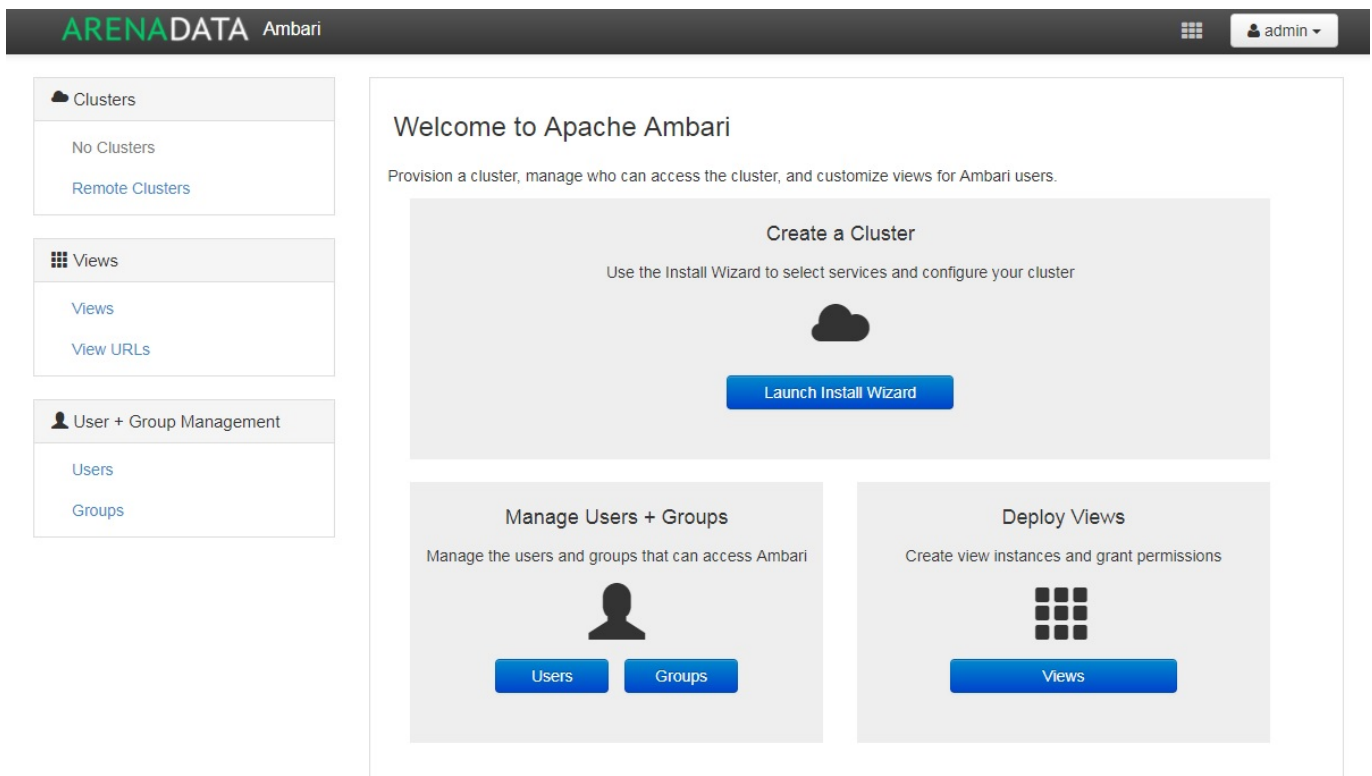 ARENADATA Ambari
admin
Clusters
No Clusters
Remote Clusters
Views
Views
View URLs
User + Group Management
Users
Groups
Welcome to Apache Ambari
Provision a cluster, manage who can access the cluster, and customize views for Ambari users.
Create a Cluster
Use the Install Wizard to select services and configure your cluster
Launch Install Wizard
Manage Users + Groups
Manage the users and groups that can access Ambari
Users
Groups
Deploy Views
Create view instances and grant permissions
Views